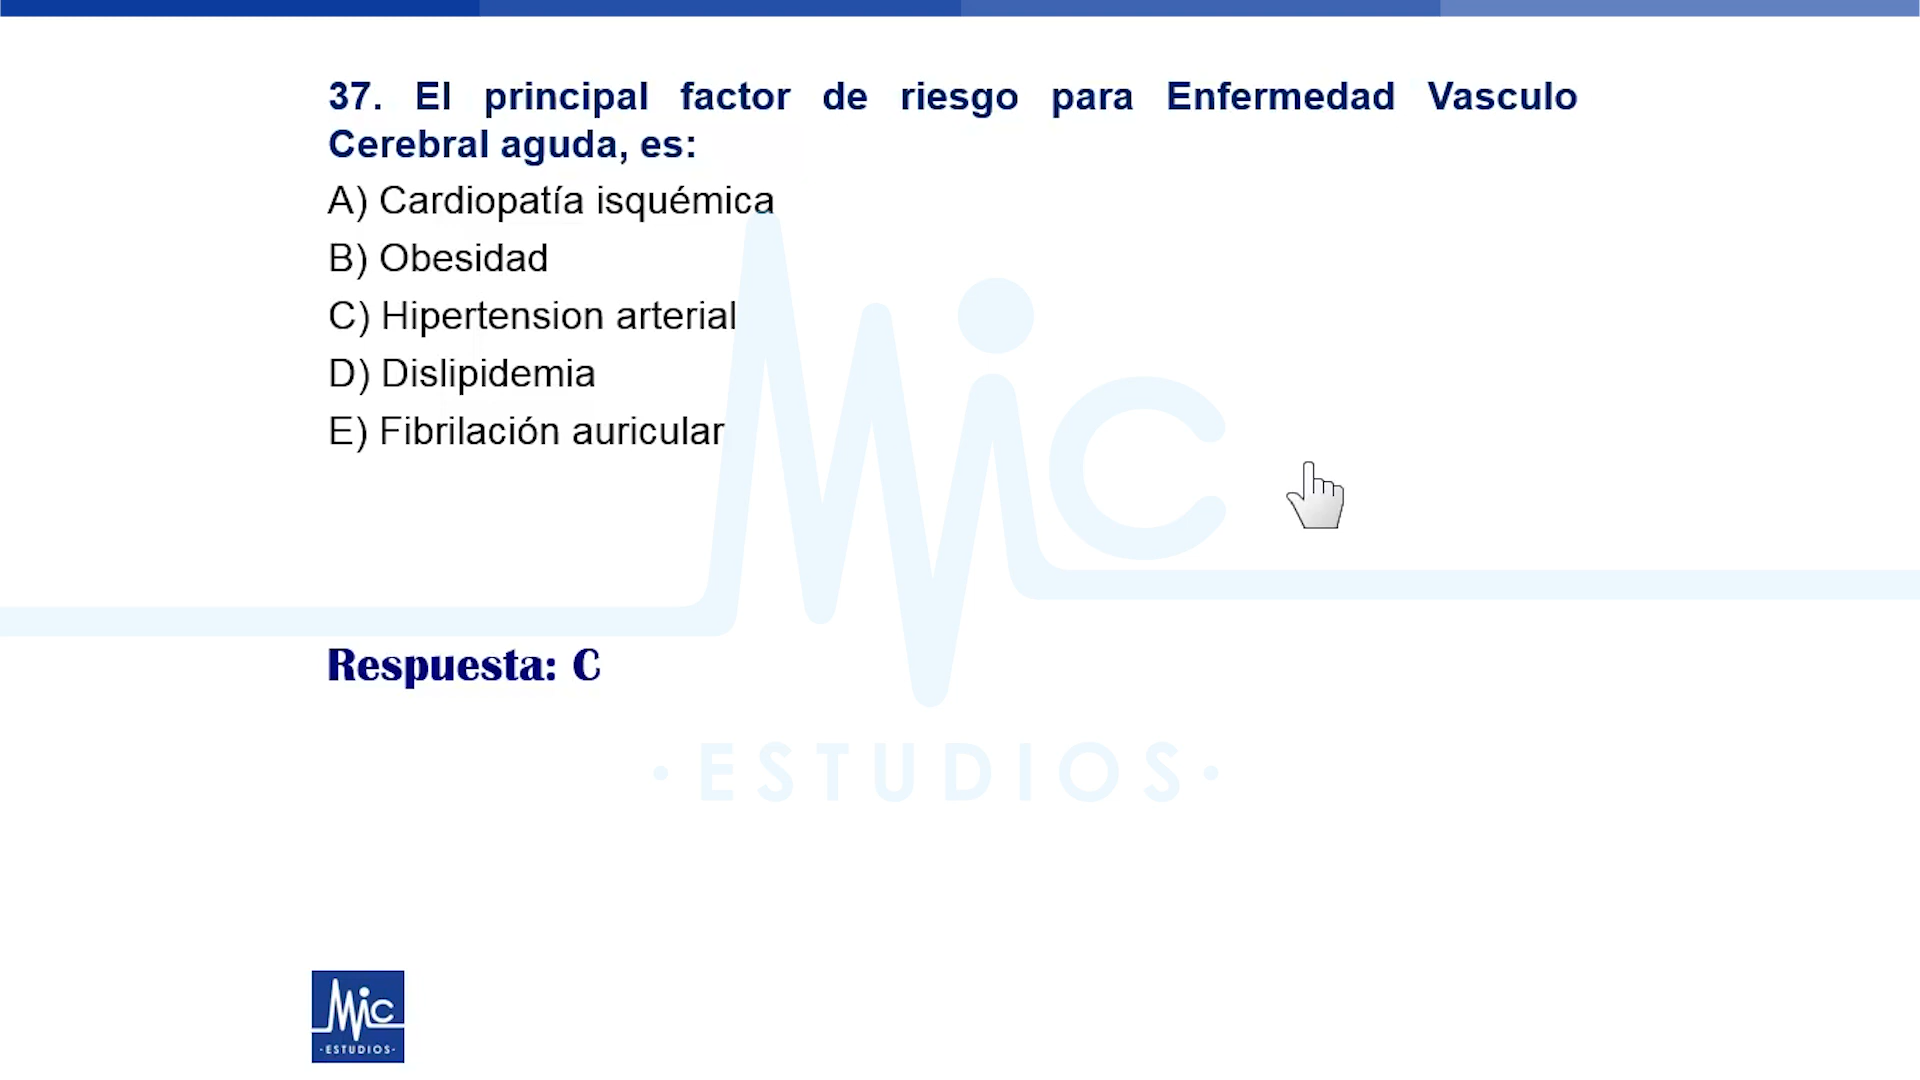 37. El principal factor de riesgo para Enfermedad Vasculo
Cerebral aguda, es:
A) Cardiopatía isquémica
B) Obesidad
C) Hipertension arterial
D) Dislipidemia
E) Fibrilación auricular
Mic
Respuesta: C
·ESTUDIOS·
Mic
·ESTUDIOS·